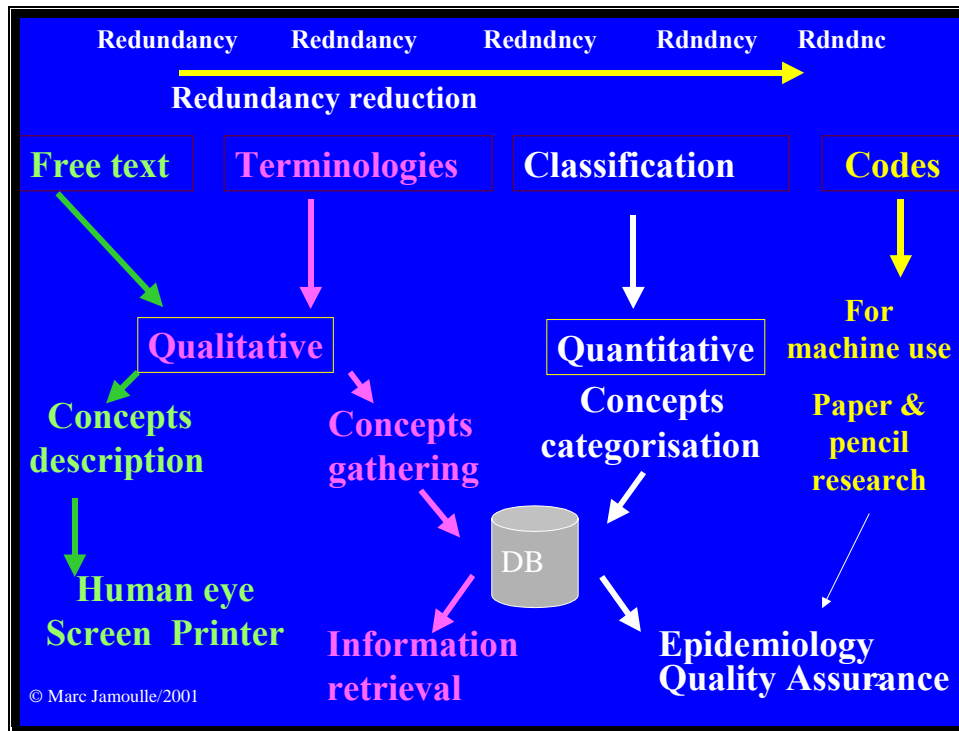 Redundancy Redndancy Redndncy Rdndncy Rdndnc
Redundancy reduction
Free text Terminologies Classification Codes
For
machine use
Qualitative Quantitative
Concepts
description
Concepts
gathering
Concepts
categorisation
Paper &
pencil
research
DB
Human eye
Screen Printer
Information
retrieval
Epidemiology
Quality Assurance
2
© Marc Jamoulle/2001